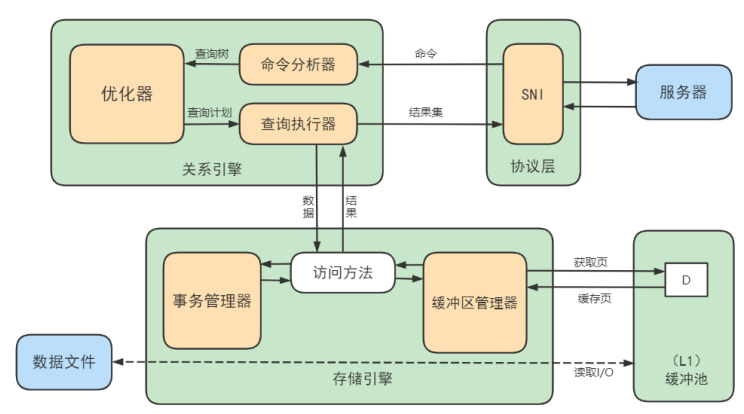 查询树
命令分析器
命令
优化器
SNI
服务器
查询计划
查询执行器
结果集
关系引擎
协议层
数据
结果
访问方法
获取页
D
事务管理器
缓冲区管理器
缓存页
数据文件
(L1)
缓冲池
读取I/O
存储引擎